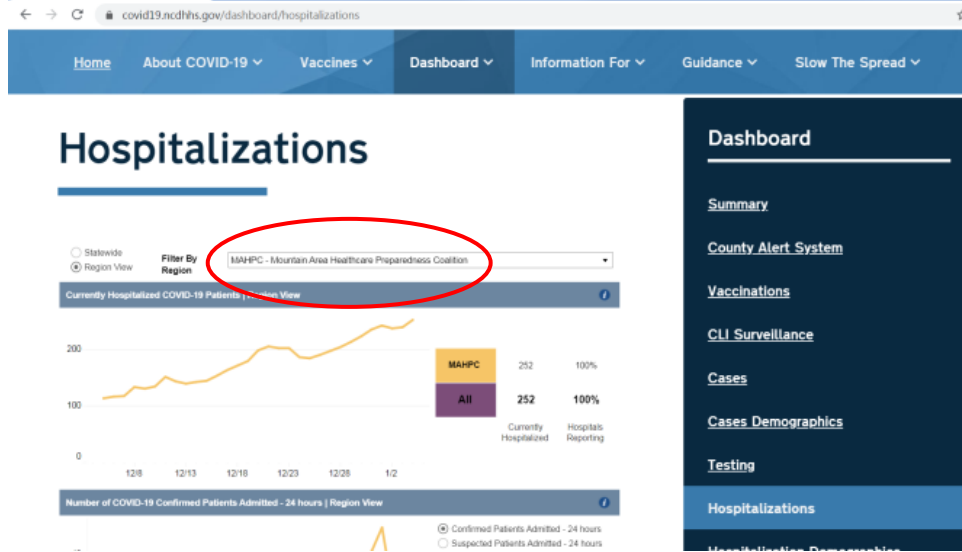 covid19.ncdhhs.gov/dashboard/hospitalizations
Home About COVID-19 Vaccines Dashboard Information For Guidance Slow The Spread
Hospitalizations
Statewide
Region View
Filter By
Region
MAHPC - Mountain Area Healthcare Preparedness Coalition
Currently Hospitalized COVID-19 Patients | Region View
200
100
0
12/8 12/13 12/18 12/23 12/28 1/2
MAHPC 252 100%
All 252 100%
Currently Hospitals
Hospitalized Reporting
Number of COVID-19 Confirmed Patients Admitted - 24 hours | Region View
Confirmed Patients Admitted - 24 hours
Suspected Patients Admitted - 24 hours
Dashboard
Summary
County Alert System
Vaccinations
CLI Surveillance
Cases
Cases Demographics
Testing
Hospitalizations
Hospitalization Demographics